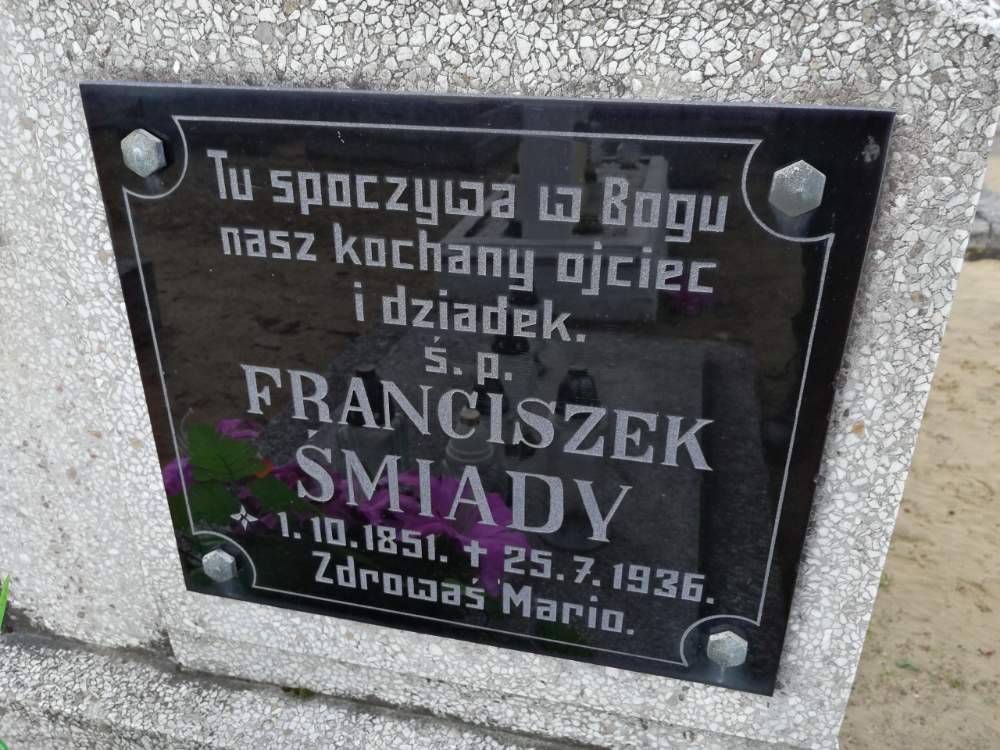 Tu spoczywa w Bogu
nasz kochany ojciec
i dziadek.
ś. p.
FRANCISZEK
ŚMIADY
1.10.1851. ✝ 25.7.1936.
Zdrowaś Mario.